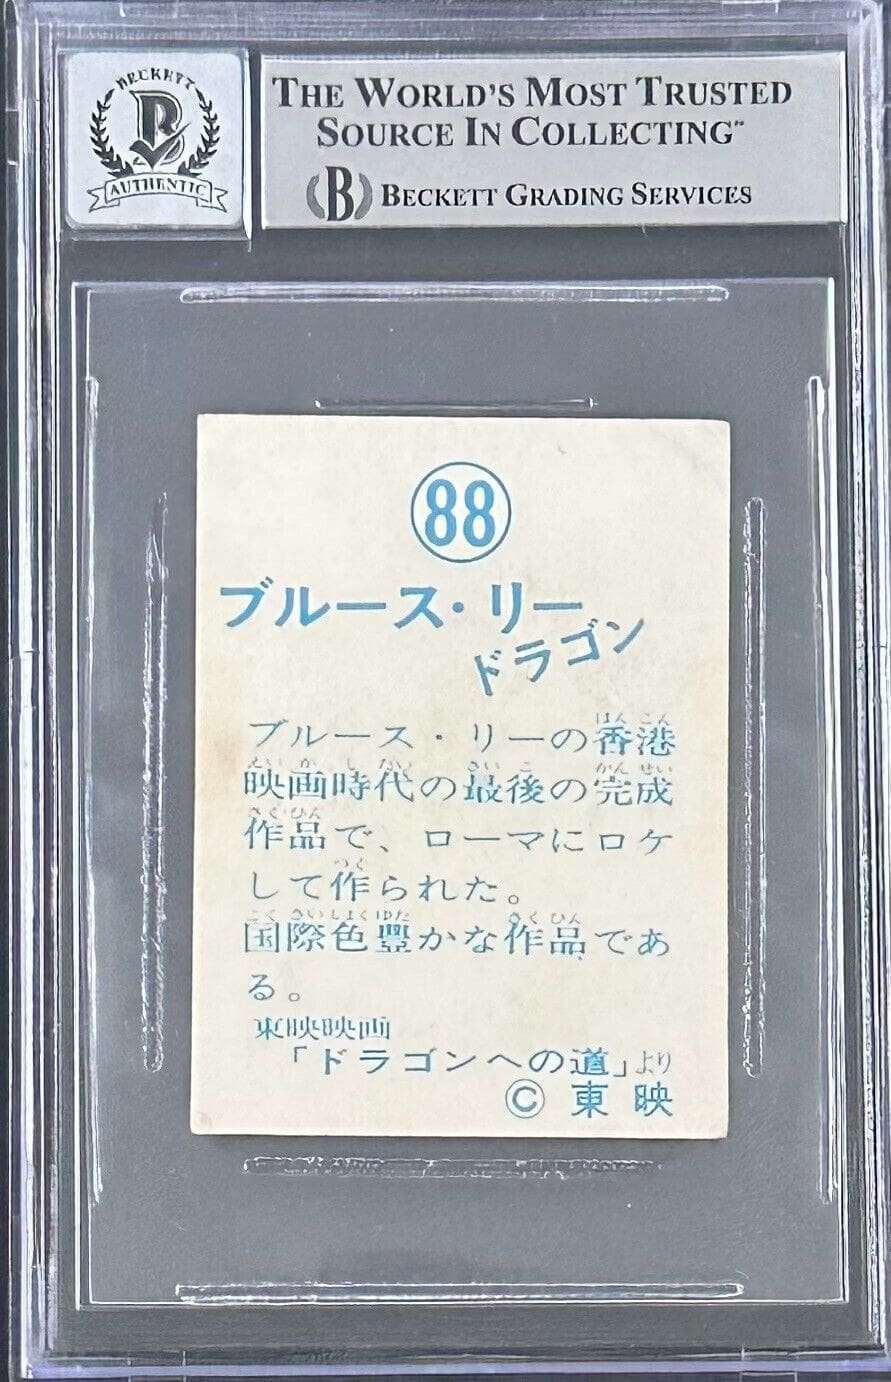 BECKETT
B
AUTHENTIC
THE WORLD'S MOST TRUSTED
SOURCE IN COLLECTING™
(B) BECKETT GRADING SERVICES
88
ブルース・リー
ドラゴン
ブルース・リーの香港
映画時代の最後の完成
作品で、ローマにロケ
して作られた。
国際色豊かな作品であ
る。
東映映画
「ドラゴンへの道」より
© 東映